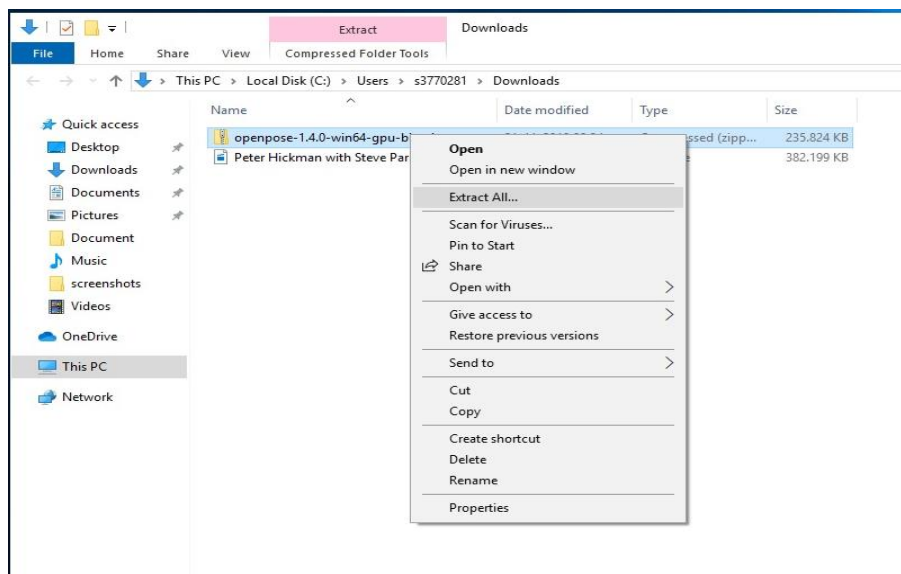 Extract
Downloads
File
Home
Share
View
Compressed Folder Tools
This PC > Local Disk (C:) > Users > s3770281 > Downloads
Name
Date modified
Type
Size
Quick access
openpose-1.4.0-win64-gpu-b
(zipp...
235.824 KB
Peter Hickman with Steve Par
382.199 KB
Desktop
Downloads
Documents
Pictures
Document
Music
screenshots
Videos
OneDrive
This PC
Network
Open
Open in new window
Extract All...
Scan for Viruses...
Pin to Start
Share
Open with
Give access to
Restore previous versions
Send to
Cut
Copy
Create shortcut
Delete
Rename
Properties